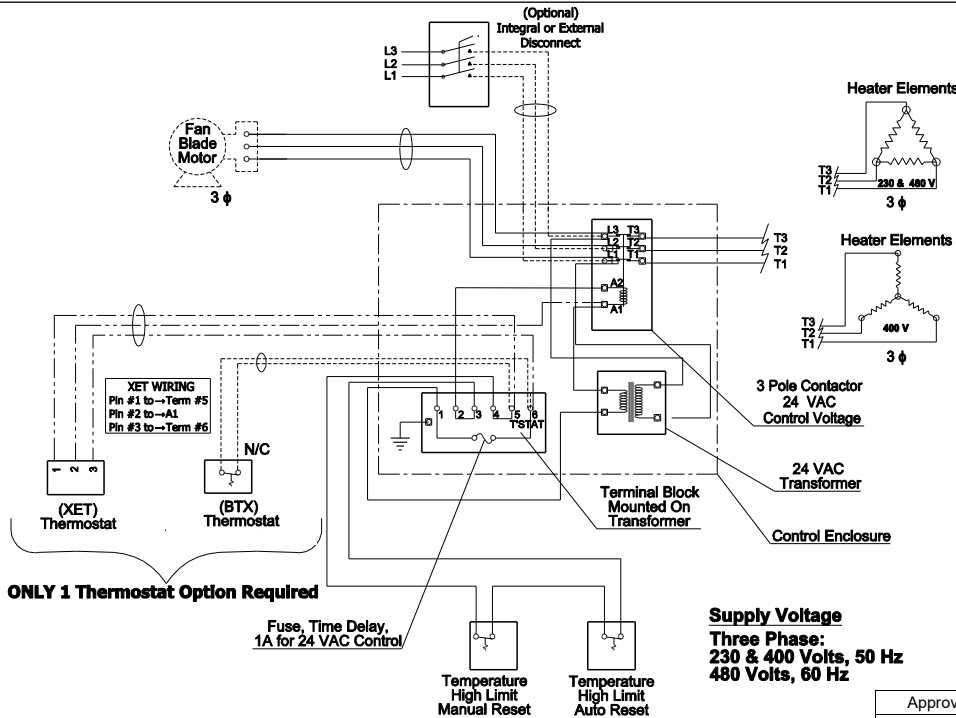 (Optional)
Integral or External
Disconnect
L3
L2
L1
Heater Elements
T3
T2
T1
230 & 480 V
3 ϕ
Fan
Blade
Motor
3 ϕ
L3 T3
L2 T2
L1 T1
A2
A1
T3
T2
T1
Heater Elements
T3
T2
T1
400 V
3 ϕ
XET WIRING
Pin #1 to→Term #5
Pin #2 to→A1
Pin #3 to→Term #6
1 2 3 4 5 6
T'STAT
3 Pole Contactor
24 VAC
Control Voltage
1 2 3
(XET)
Thermostat
N/C
(BTX)
Thermostat
24 VAC
Transformer
Terminal Block
Mounted On
Transformer
Control Enclosure
ONLY 1 Thermostat Option Required
Fuse, Time Delay,
1A for 24 VAC Control
Temperature
High Limit
Manual Reset
Temperature
High Limit
Auto Reset
Supply Voltage
Three Phase:
230 & 400 Volts, 50 Hz
480 Volts, 60 Hz
Approv